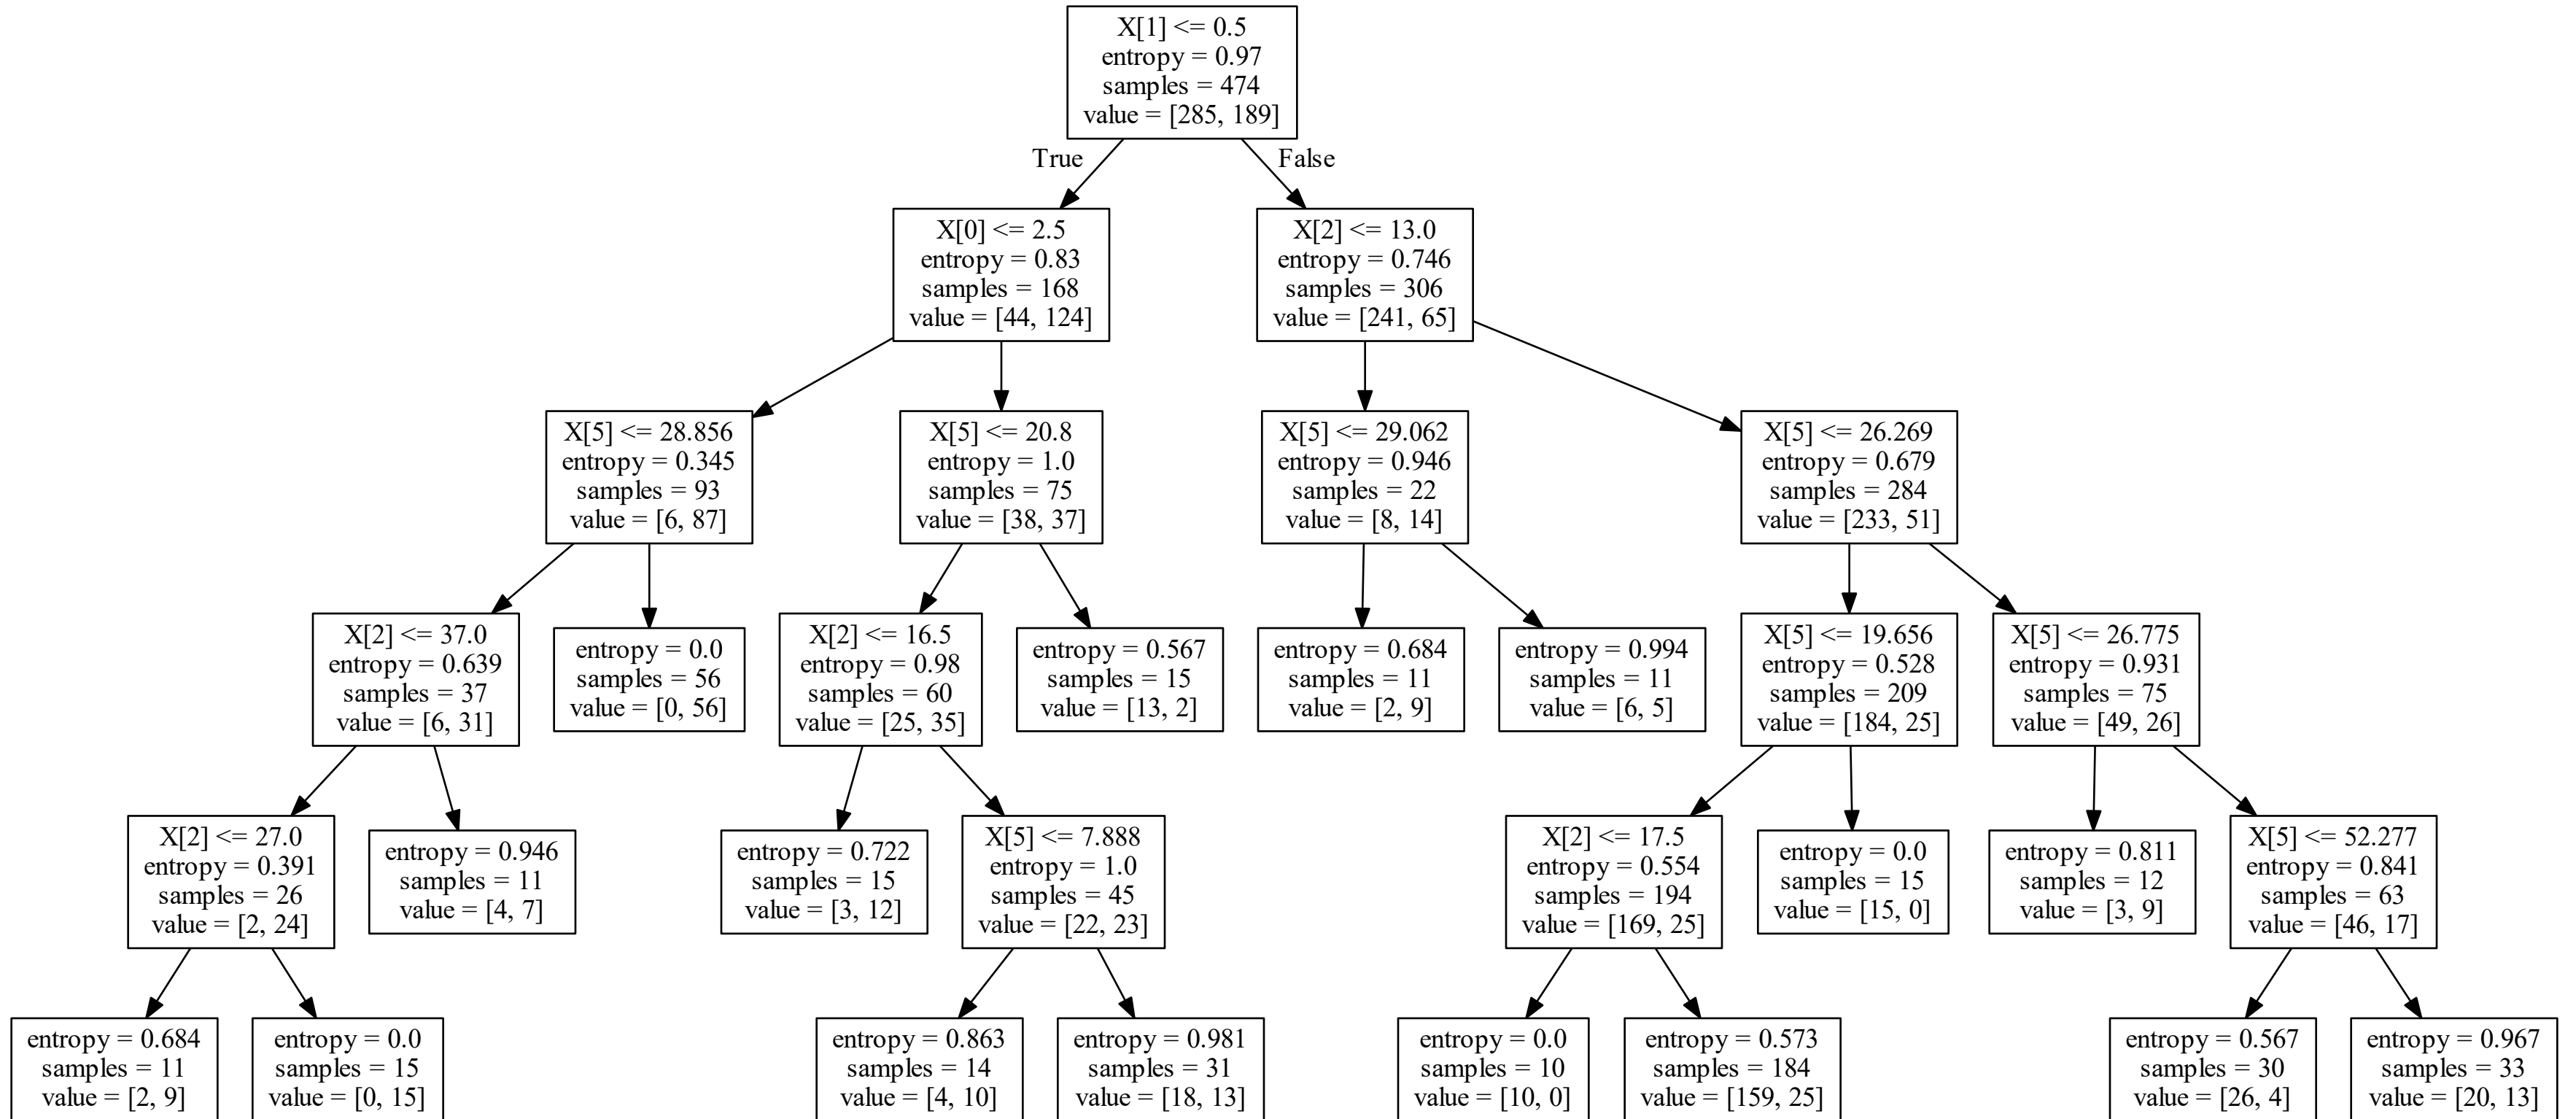 X[1] <= 0.5
entropy = 0.97
samples = 474
value = [285, 189]
True
False
X[0] <= 2.5
entropy = 0.83
samples = 168
value = [44, 124]
X[2] <= 13.0
entropy = 0.746
samples = 306
value = [241, 65]
X[5] <= 28.856
entropy = 0.345
samples = 93
value = [6, 87]
X[5] <= 20.8
entropy = 1.0
samples = 75
value = [38, 37]
X[5] <= 29.062
entropy = 0.946
samples = 22
value = [8, 14]
X[5] <= 26.269
entropy = 0.679
samples = 284
value = [233, 51]
X[2] <= 37.0
entropy = 0.639
samples = 37
value = [6, 31]
entropy = 0.0
samples = 56
value = [0, 56]
X[2] <= 16.5
entropy = 0.98
samples = 60
value = [25, 35]
entropy = 0.567
samples = 15
value = [13, 2]
entropy = 0.684
samples = 11
value = [2, 9]
entropy = 0.994
samples = 11
value = [6, 5]
X[5] <= 19.656
entropy = 0.528
samples = 209
value = [184, 25]
X[5] <= 26.775
entropy = 0.931
samples = 75
value = [49, 26]
X[2] <= 27.0
entropy = 0.391
samples = 26
value = [2, 24]
entropy = 0.946
samples = 11
value = [4, 7]
entropy = 0.722
samples = 15
value = [3, 12]
X[5] <= 7.888
entropy = 1.0
samples = 45
value = [22, 23]
X[2] <= 17.5
entropy = 0.554
samples = 194
value = [169, 25]
entropy = 0.0
samples = 15
value = [15, 0]
entropy = 0.811
samples = 12
value = [3, 9]
X[5] <= 52.277
entropy = 0.841
samples = 63
value = [46, 17]
entropy = 0.684
samples = 11
value = [2, 9]
entropy = 0.0
samples = 15
value = [0, 15]
entropy = 0.863
samples = 14
value = [4, 10]
entropy = 0.981
samples = 31
value = [18, 13]
entropy = 0.0
samples = 10
value = [10, 0]
entropy = 0.573
samples = 184
value = [159, 25]
entropy = 0.567
samples = 30
value = [26, 4]
entropy = 0.967
samples = 33
value = [20, 13]